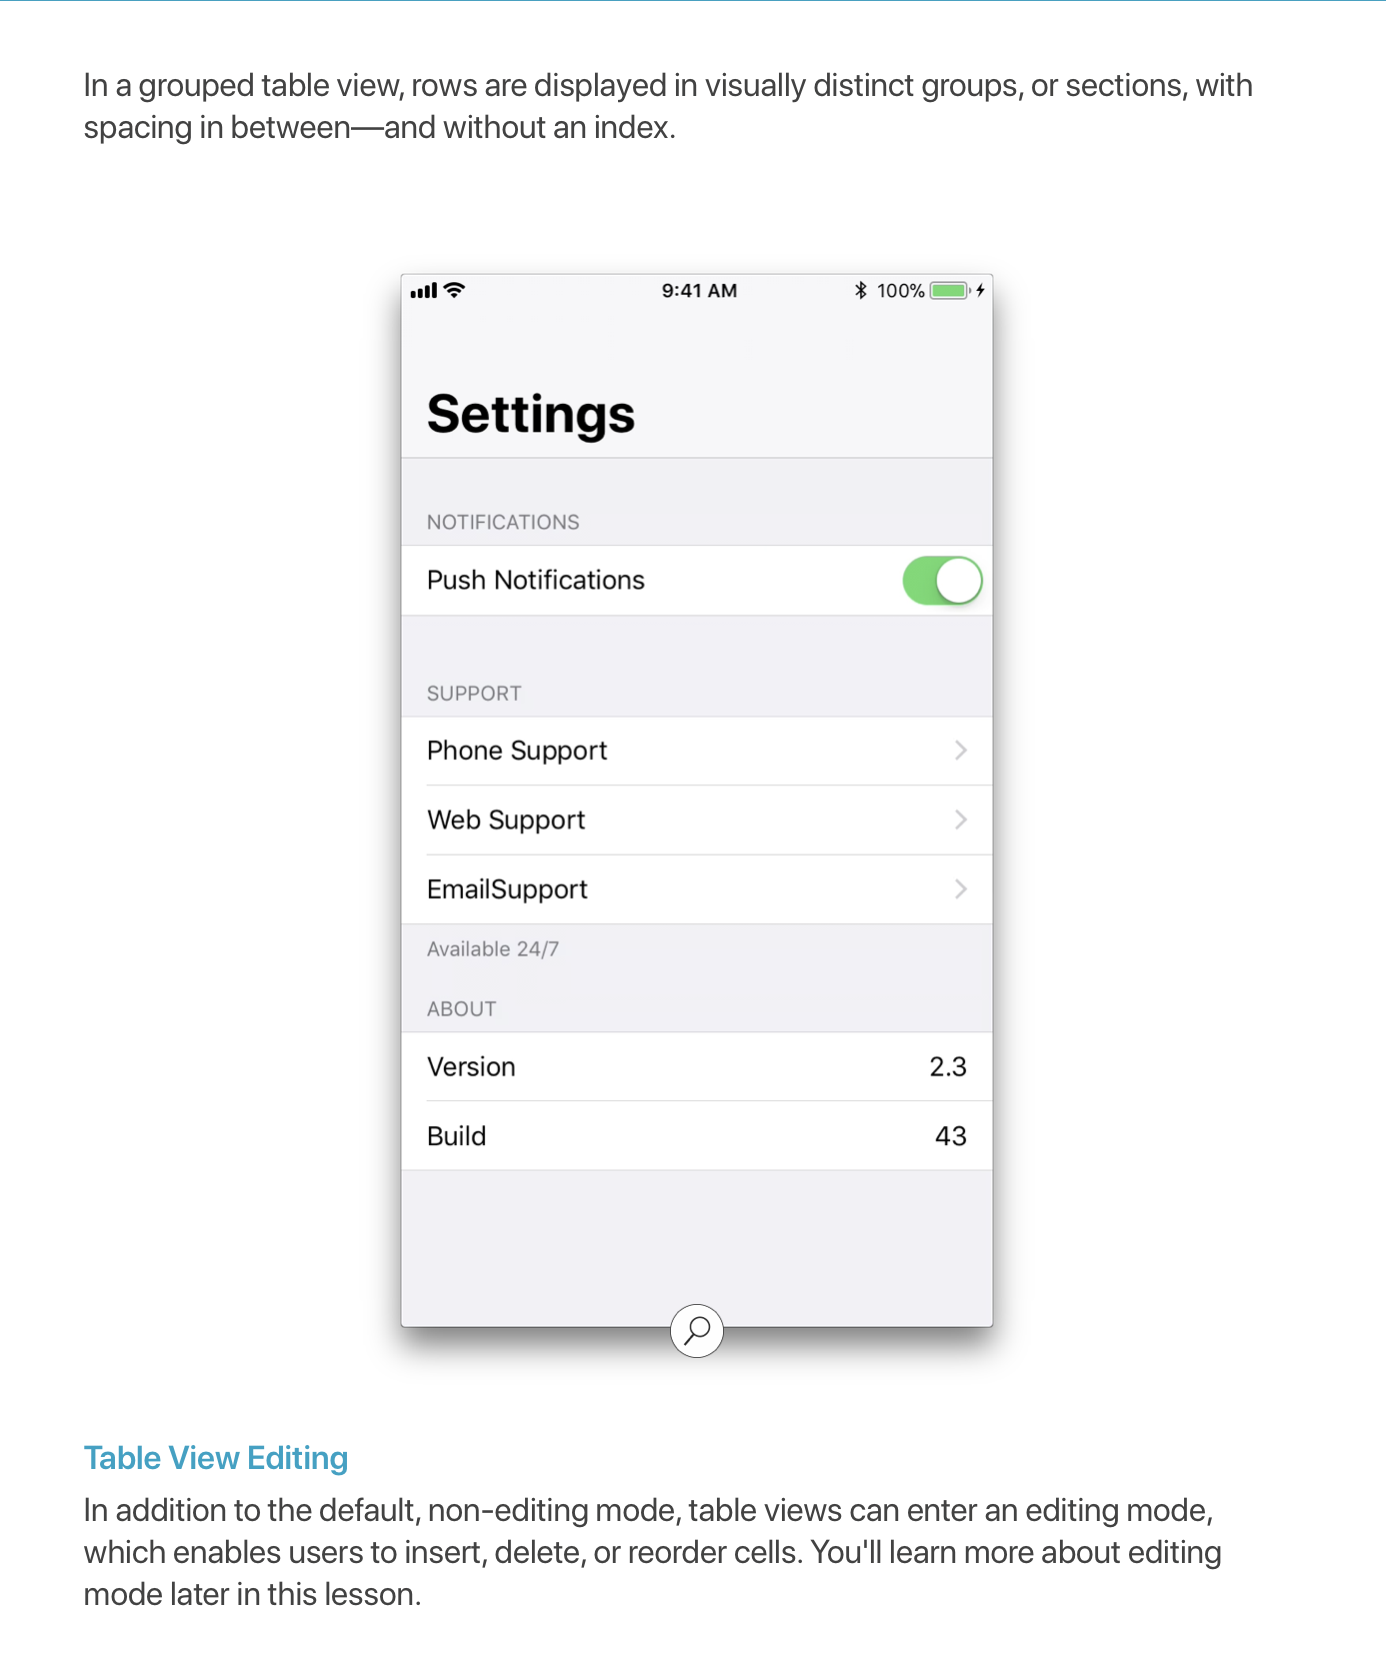 In a grouped table view, rows are displayed in visually distinct groups, or sections, with
spacing in between—and without an index.
9:41 AM
100%
Settings
NOTIFICATIONS
Push Notifications
SUPPORT
Phone Support
Web Support
EmailSupport
Available 24/7
ABOUT
Version 2.3
Build 43
Table View Editing
In addition to the default, non-editing mode, table views can enter an editing mode,
which enables users to insert, delete, or reorder cells. You'll learn more about editing
mode later in this lesson.